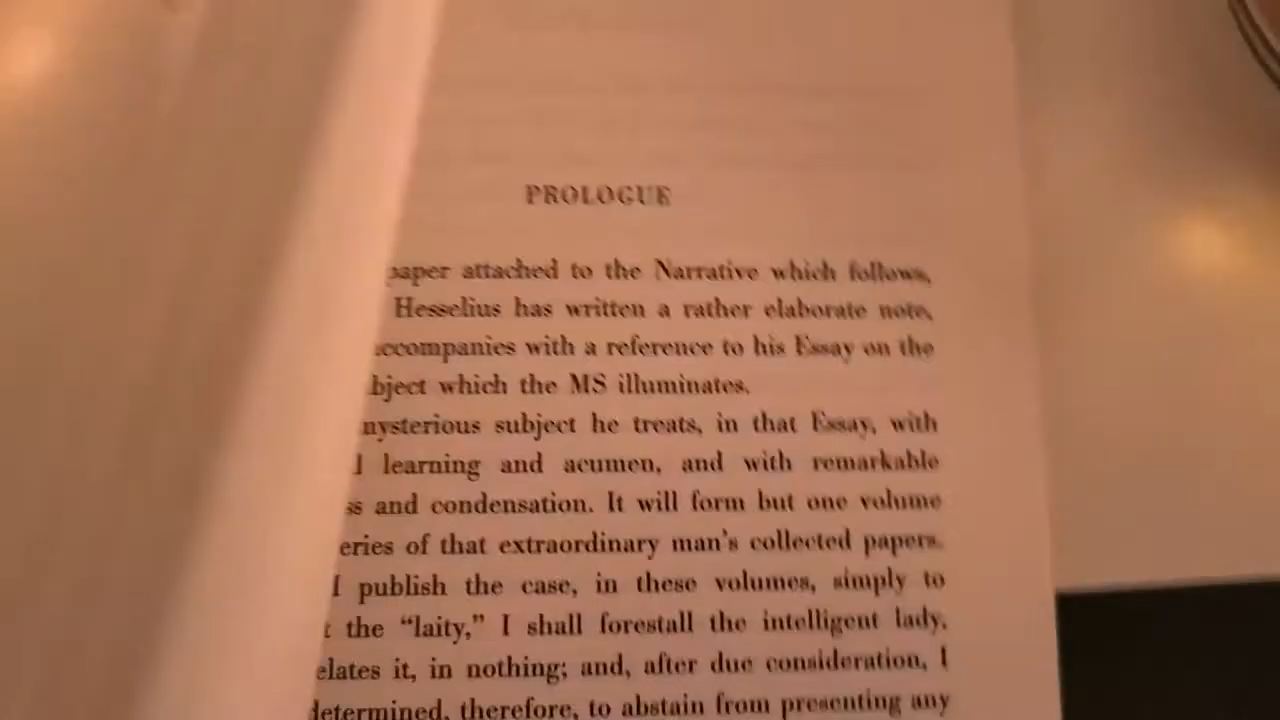 PROLOGUE
paper attached to the Narrative which follows,
Hesselius has written a rather elaborate note,
ccompanies with a reference to his Essay on the
bject which the MS illuminates.
nysterious subject he treats, in that Essay, with
l learning and acumen, and with remarkable
ss and condensation. It will form but one volume
eries of that extraordinary man's collected papers.
I publish the case, in these volumes, simply to
t the “laity,” I shall forestall the intelligent lady,
elates it, in nothing; and, after due consideration, I
determined, therefore, to abstain from presenting any